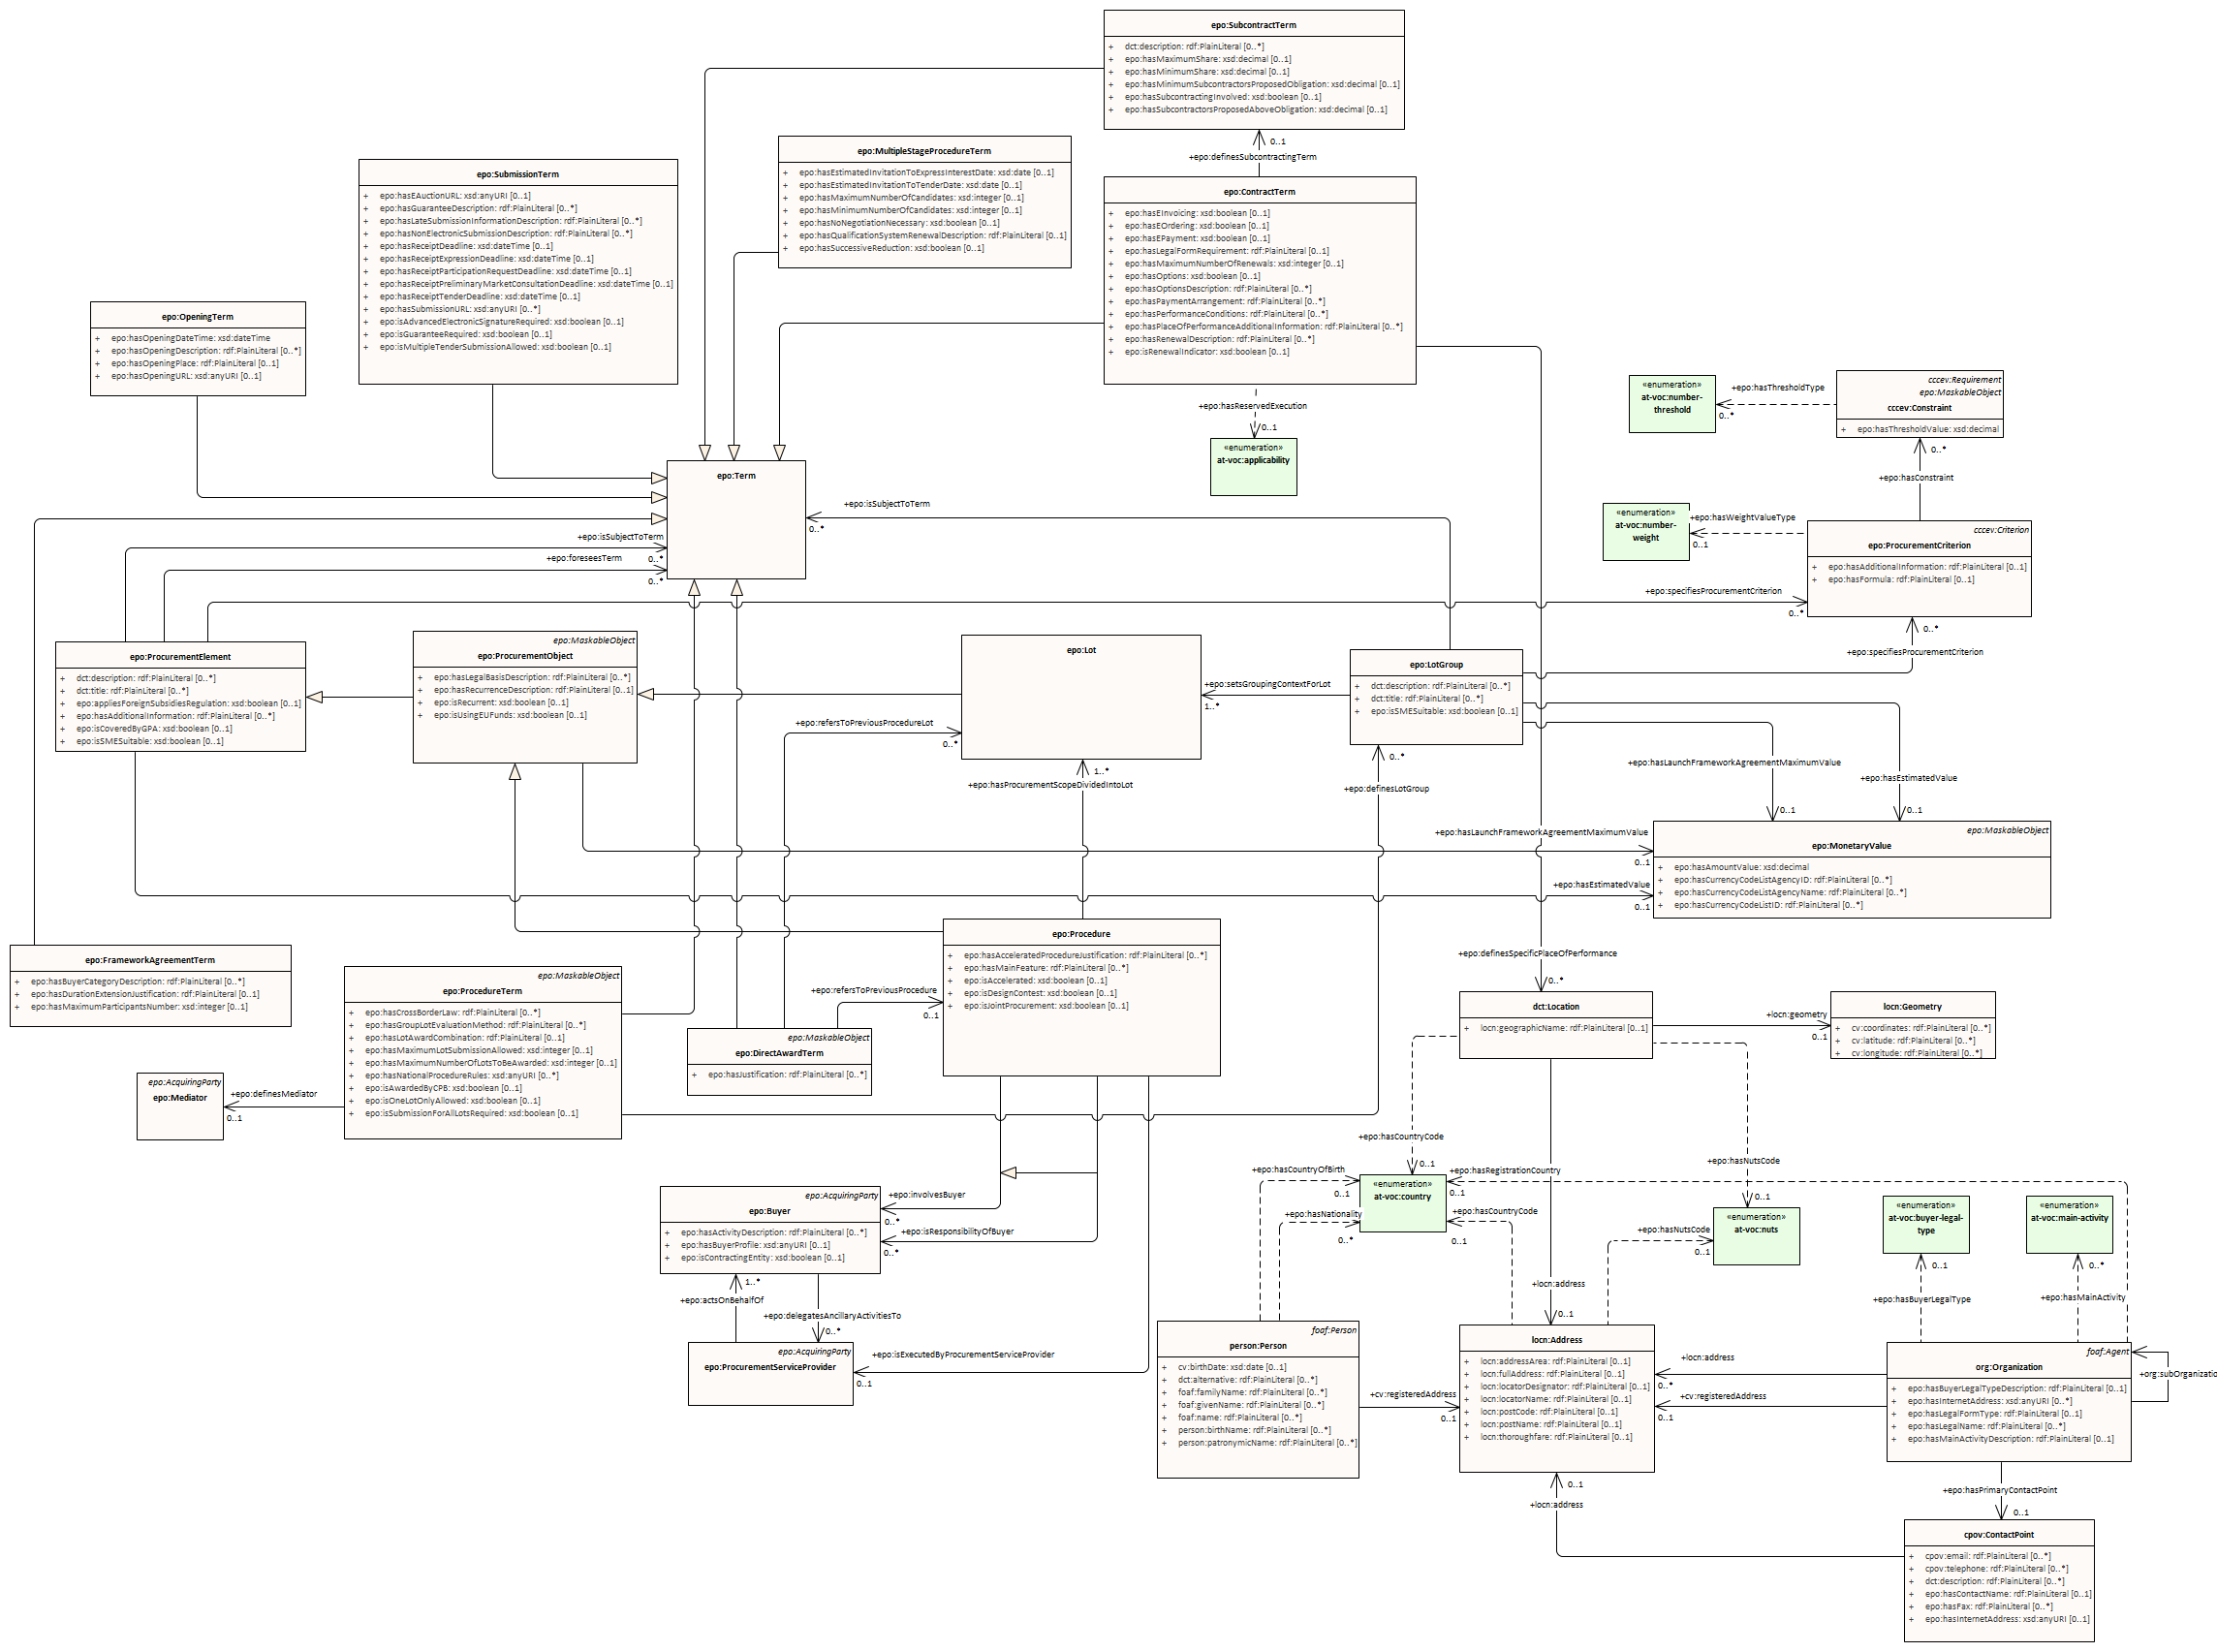 epo:SubcontractTerm
+ dct:description: rdf:PlainLiteral [0..*]
+ epo:hasMaximumShare: xsd:decimal [0..1]
+ epo:hasMinimumShare: xsd:decimal [0..1]
+ epo:hasMinimumSubcontractorsProposedObligation: xsd:decimal [0..1]
+ epo:hasSubcontractingInvolved: xsd:boolean [0..1]
+ epo:hasSubcontractorsProposedAboveObligation: xsd:decimal [0..1]
0..1
+epo:definesSubcontractingTerm
epo:MultipleStageProcedureTerm
+ epo:hasEstimatedInvitationToExpressInterestDate: xsd:date [0..1]
+ epo:hasEstimatedInvitationToTenderDate: xsd:date [0..1]
+ epo:hasMaximumNumberOfCandidates: xsd:integer [0..1]
+ epo:hasMinimumNumberOfCandidates: xsd:integer [0..1]
+ epo:hasNoNegotiationNecessary: xsd:boolean [0..1]
+ epo:hasQualificationSystemRenewalDescription: rdf:PlainLiteral [0..1]
+ epo:hasSuccessiveReduction: xsd:boolean [0..1]
epo:SubmissionTerm
+ epo:hasEAuctionURL: xsd:anyURI [0..1]
+ epo:hasGuaranteeDescription: rdf:PlainLiteral [0..*]
+ epo:hasLateSubmissionInformationDescription: rdf:PlainLiteral [0..*]
+ epo:hasNonElectronicSubmissionDescription: rdf:PlainLiteral [0..*]
+ epo:hasReceiptDeadline: xsd:dateTime [0..1]
+ epo:hasReceiptExpressionDeadline: xsd:dateTime [0..1]
+ epo:hasReceiptParticipationRequestDeadline: xsd:dateTime [0..1]
+ epo:hasReceiptPreliminaryMarketConsultationDeadline: xsd:dateTime [0..1]
+ epo:hasReceiptTenderDeadline: xsd:dateTime [0..1]
+ epo:hasSubmissionURL: xsd:anyURI [0..*]
+ epo:isAdvancedElectronicSignatureRequired: xsd:boolean [0..1]
+ epo:isGuaranteeRequired: xsd:boolean [0..1]
+ epo:isMultipleTenderSubmissionAllowed: xsd:boolean [0..1]
epo:ContractTerm
+ epo:hasEInvoicing: xsd:boolean [0..1]
+ epo:hasEOrdering: xsd:boolean [0..1]
+ epo:hasEPayment: xsd:boolean [0..1]
+ epo:hasLegalFormRequirement: rdf:PlainLiteral [0..1]
+ epo:hasMaximumNumberOfRenewals: xsd:integer [0..1]
+ epo:hasOptions: xsd:boolean [0..1]
+ epo:hasOptionsDescription: rdf:PlainLiteral [0..*]
+ epo:hasPaymentArrangement: rdf:PlainLiteral [0..*]
+ epo:hasPerformanceConditions: rdf:PlainLiteral [0..*]
+ epo:hasPlaceOfPerformanceAdditionalInformation: rdf:PlainLiteral [0..*]
+ epo:hasRenewalDescription: rdf:PlainLiteral [0..*]
+ epo:isRenewalIndicator: xsd:boolean [0..1]
epo:OpeningTerm
+ epo:hasOpeningDateTime: xsd:dateTime
+ epo:hasOpeningDescription: rdf:PlainLiteral [0..*]
+ epo:hasOpeningPlace: rdf:PlainLiteral [0..1]
+ epo:hasOpeningURL: xsd:anyURI [0..1]
+epo:hasReservedExecution
0..1
«enumeration»
at-voc:applicability
«enumeration»
at-voc:number-
threshold
+epo:hasThresholdType
0..*
cccev:Requirement
epo:MaskableObject
cccev:Constraint
+ epo:hasThresholdValue: xsd:decimal
0..*
+epo:hasConstraint
epo:Term
+epo:isSubjectToTerm
0..*
«enumeration»
at-voc:number-
weight
+epo:hasWeightValueType
0..1
cccev:Criterion
epo:ProcurementCriterion
+ epo:hasAdditionalInformation: rdf:PlainLiteral [0..1]
+ epo:hasFormula: rdf:PlainLiteral [0..1]
+epo:isSubjectToTerm
0..*
+epo:foreseesTerm
0..*
+epo:specifiesProcurementCriterion
0..*
0..*
+epo:specifiesProcurementCriterion
epo:ProcurementElement
+ dct:description: rdf:PlainLiteral [0..*]
+ dct:title: rdf:PlainLiteral [0..*]
+ epo:appliesForeignSubsidiesRegulation: xsd:boolean [0..1]
+ epo:hasAdditionalInformation: rdf:PlainLiteral [0..*]
+ epo:isCoveredByGPA: xsd:boolean [0..1]
+ epo:isSMESuitable: xsd:boolean [0..1]
epo:MaskableObject
epo:ProcurementObject
+ epo:hasLegalBasisDescription: rdf:PlainLiteral [0..*]
+ epo:hasRecurrenceDescription: rdf:PlainLiteral [0..1]
+ epo:isRecurrent: xsd:boolean [0..1]
+ epo:isUsingEUFunds: xsd:boolean [0..1]
epo:Lot
+epo:setsGroupingContextForLot
1..*
epo:LotGroup
+ dct:description: rdf:PlainLiteral [0..*]
+ dct:title: rdf:PlainLiteral [0..*]
+ epo:isSMESuitable: xsd:boolean [0..1]
+epo:refersToPreviousProcedureLot
0..*
1..*
+epo:hasProcurementScopeDividedIntoLot
0..*
+epo:definesLotGroup
+epo:hasLaunchFrameworkAgreementMaximumValue
0..1
+epo:hasEstimatedValue
0..1
+epo:hasLaunchFrameworkAgreementMaximumValue
0..1
+epo:hasEstimatedValue
0..1
epo:MaskableObject
epo:MonetaryValue
+ epo:hasAmountValue: xsd:decimal
+ epo:hasCurrencyCodeListAgencyID: rdf:PlainLiteral [0..*]
+ epo:hasCurrencyCodeListAgencyName: rdf:PlainLiteral [0..*]
+ epo:hasCurrencyCodeListID: rdf:PlainLiteral [0..*]
epo:FrameworkAgreementTerm
+ epo:hasBuyerCategoryDescription: rdf:PlainLiteral [0..*]
+ epo:hasDurationExtensionJustification: rdf:PlainLiteral [0..1]
+ epo:hasMaximumParticipantsNumber: xsd:integer [0..1]
epo:MaskableObject
epo:ProcedureTerm
+ epo:hasCrossBorderLaw: rdf:PlainLiteral [0..*]
+ epo:hasGroupLotEvaluationMethod: rdf:PlainLiteral [0..*]
+ epo:hasLotAwardCombination: rdf:PlainLiteral [0..1]
+ epo:hasMaximumLotSubmissionAllowed: xsd:integer [0..1]
+ epo:hasMaximumNumberOfLotsToBeAwarded: xsd:integer [0..1]
+ epo:hasNationalProcedureRules: xsd:anyURI [0..*]
+ epo:isAwardedByCPB: xsd:boolean [0..1]
+ epo:isOneLotOnlyAllowed: xsd:boolean [0..1]
+ epo:isSubmissionForAllLotsRequired: xsd:boolean [0..1]
epo:Procedure
+ epo:hasAcceleratedProcedureJustification: rdf:PlainLiteral [0..*]
+ epo:hasMainFeature: rdf:PlainLiteral [0..*]
+ epo:isAccelerated: xsd:boolean [0..1]
+ epo:isDesignContest: xsd:boolean [0..1]
+ epo:isJointProcurement: xsd:boolean [0..1]
+epo:refersToPreviousProcedure
0..1
epo:MaskableObject
epo:DirectAwardTerm
+ epo:hasJustification: rdf:PlainLiteral [0..*]
epo:AcquiringParty
epo:Mediator
+epo:definesMediator
0..1
+epo:definesSpecificPlaceOfPerformance
0..*
dct:Location
+ locn:geographicName: rdf:PlainLiteral [0..1]
+locn:geometry
0..1
locn:Geometry
+ cv:coordinates: rdf:PlainLiteral [0..*]
+ cv:latitude: rdf:PlainLiteral [0..*]
+ cv:longitude: rdf:PlainLiteral [0..*]
+epo:hasCountryCode
0..1
+epo:hasNutsCode
0..1
+epo:hasCountryOfBirth
0..1
+epo:hasNationality
0..*
«enumeration»
at-voc:country
+epo:hasRegistrationCountry
0..1
+epo:hasCountryCode
0..1
+epo:hasNutsCode
0..1
«enumeration»
at-voc:nuts
«enumeration»
at-voc:buyer-legal-
type
«enumeration»
at-voc:main-activity
epo:AcquiringParty
epo:Buyer
+ epo:hasActivityDescription: rdf:PlainLiteral [0..*]
+ epo:hasBuyerProfile: xsd:anyURI [0..1]
+ epo:isContractingEntity: xsd:boolean [0..1]
+epo:involvesBuyer
0..*
+epo:isResponsibilityOfBuyer
0..*
1..*
+epo:actsOnBehalfOf
+epo:delegatesAncillaryActivitiesTo
0..*
epo:AcquiringParty
epo:ProcurementServiceProvider
+epo:isExecutedByProcurementServiceProvider
0..1
+locn:address
0..1
0..1
+epo:hasBuyerLegalType
0..*
+epo:hasMainActivity
foaf:Person
person:Person
+ cv:birthDate: xsd:date [0..1]
+ dct:alternative: rdf:PlainLiteral [0..*]
+ foaf:familyName: rdf:PlainLiteral [0..*]
+ foaf:givenName: rdf:PlainLiteral [0..*]
+ foaf:name: rdf:PlainLiteral [0..*]
+ person:birthName: rdf:PlainLiteral [0..*]
+ person:patronymicName: rdf:PlainLiteral [0..*]
+cv:registeredAddress
0..1
locn:Address
+ locn:addressArea: rdf:PlainLiteral [0..1]
+ locn:fullAddress: rdf:PlainLiteral [0..1]
+ locn:locatorDesignator: rdf:PlainLiteral [0..1]
+ locn:locatorName: rdf:PlainLiteral [0..1]
+ locn:postCode: rdf:PlainLiteral [0..1]
+ locn:postName: rdf:PlainLiteral [0..1]
+ locn:thoroughfare: rdf:PlainLiteral [0..1]
+locn:address
0..*
+cv:registeredAddress
0..1
foaf:Agent
org:Organization
+ epo:hasBuyerLegalTypeDescription: rdf:PlainLiteral [0..1]
+ epo:hasInternetAddress: xsd:anyURI [0..*]
+ epo:hasLegalFormType: rdf:PlainLiteral [0..1]
+ epo:hasLegalName: rdf:PlainLiteral [0..*]
+ epo:hasMainActivityDescription: rdf:PlainLiteral [0..1]
+org:subOrganizatio
0..1
+locn:address
+epo:hasPrimaryContactPoint
0..1
cpov:ContactPoint
+ cpov:email: rdf:PlainLiteral [0..*]
+ cpov:telephone: rdf:PlainLiteral [0..*]
+ dct:description: rdf:PlainLiteral [0..*]
+ epo:hasContactName: rdf:PlainLiteral [0..1]
+ epo:hasFax: rdf:PlainLiteral [0..*]
+ epo:hasInternetAddress: xsd:anyURI [0..1]